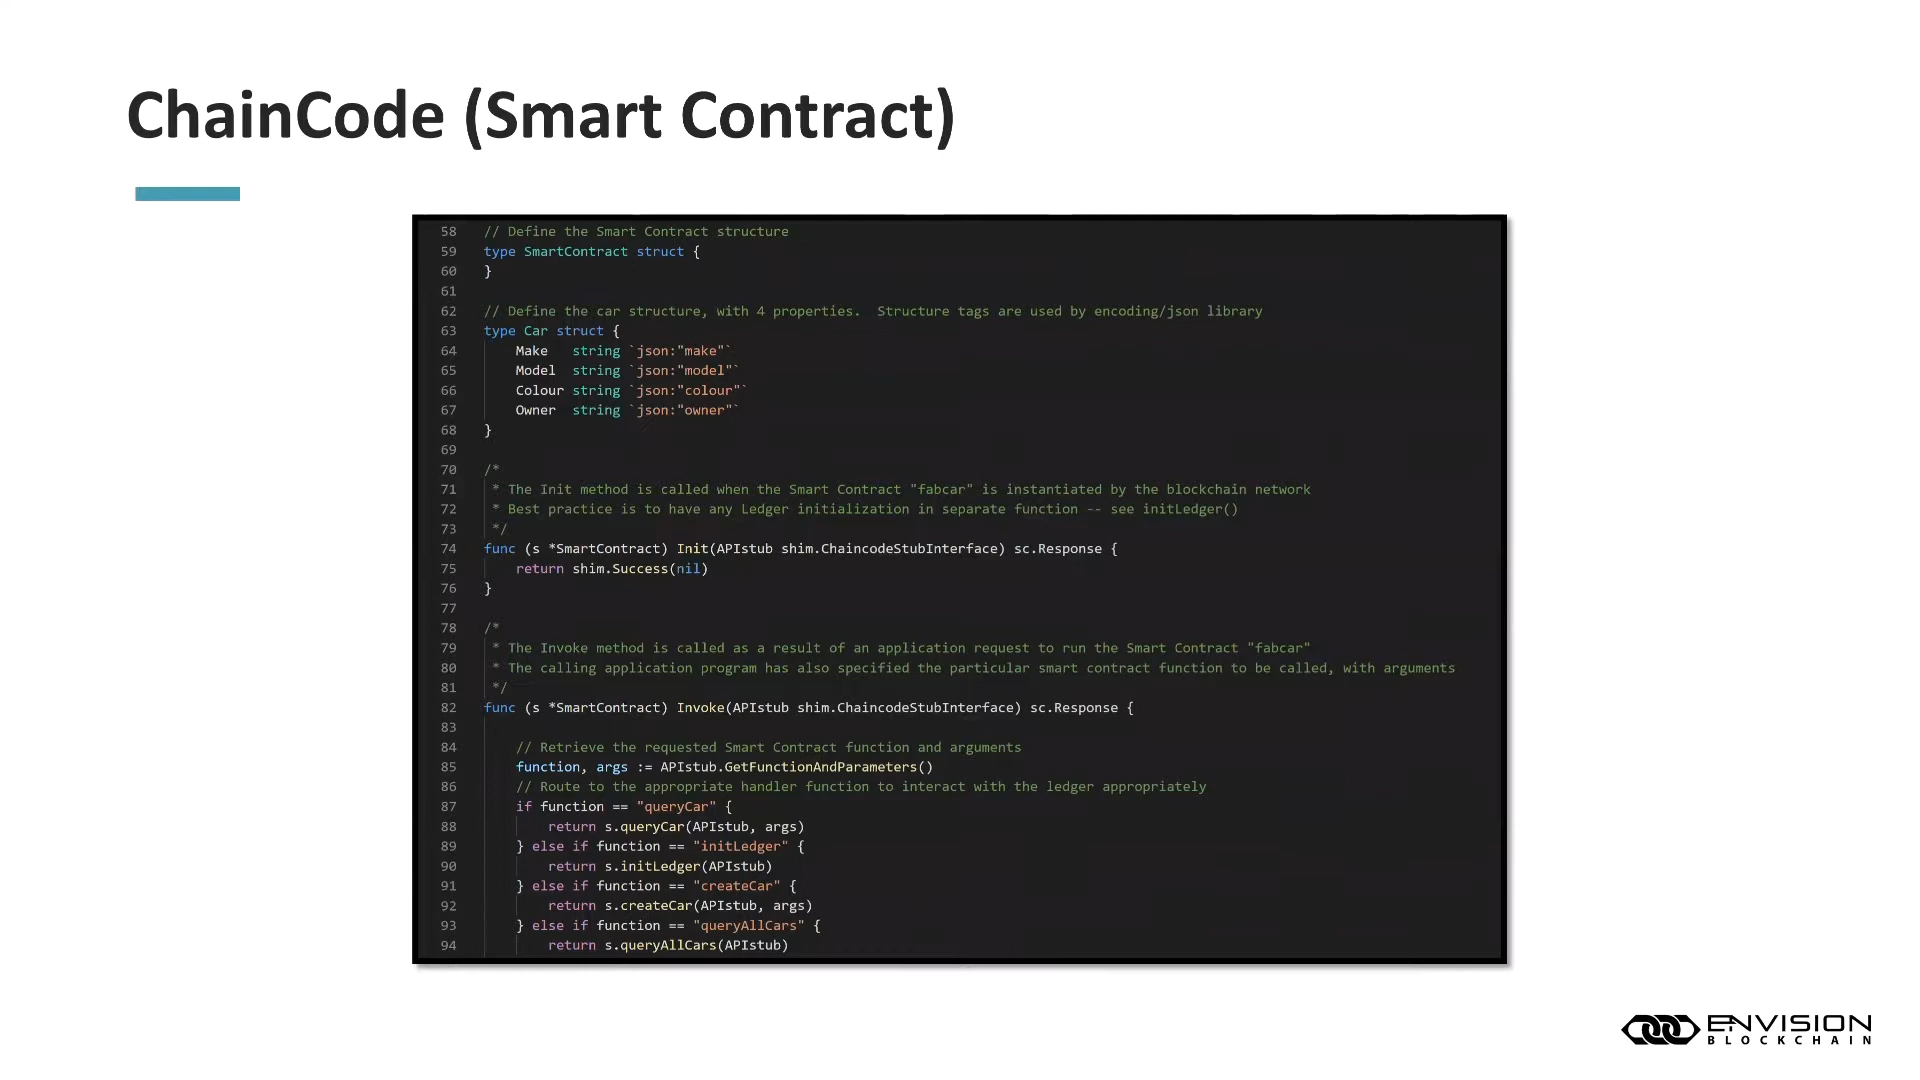 ChainCode (Smart Contract)
58 // Define the Smart Contract structure
59 type SmartContract struct {
60 }
61
62 // Define the car structure, with 4 properties.  Structure tags are used by encoding/json library
63 type Car struct {
64     Make   string `json:"make"`
65     Model  string `json:"model"`
66     Colour string `json:"colour"`
67     Owner  string `json:"owner"`
68 }
69
70 /*
71  * The Init method is called when the Smart Contract "fabcar" is instantiated by the blockchain network
72  * Best practice is to have any Ledger initialization in separate function -- see initLedger()
73  */
74 func (s *SmartContract) Init(APIstub shim.ChaincodeStubInterface) sc.Response {
75     return shim.Success(nil)
76 }
77
78 /*
79  * The Invoke method is called as a result of an application request to run the Smart Contract "fabcar"
80  * The calling application program has also specified the particular smart contract function to be called, with arguments
81  */
82 func (s *SmartContract) Invoke(APIstub shim.ChaincodeStubInterface) sc.Response {
83
84     // Retrieve the requested Smart Contract function and arguments
85     function, args := APIstub.GetFunctionAndParameters()
86     // Route to the appropriate handler function to interact with the ledger appropriately
87     if function == "queryCar" {
88         return s.queryCar(APIstub, args)
89     } else if function == "initLedger" {
90         return s.initLedger(APIstub)
91     } else if function == "createCar" {
92         return s.createCar(APIstub, args)
93     } else if function == "queryAllCars" {
94         return s.queryAllCars(APIstub)
ENVISION
BLOCKCHAIN